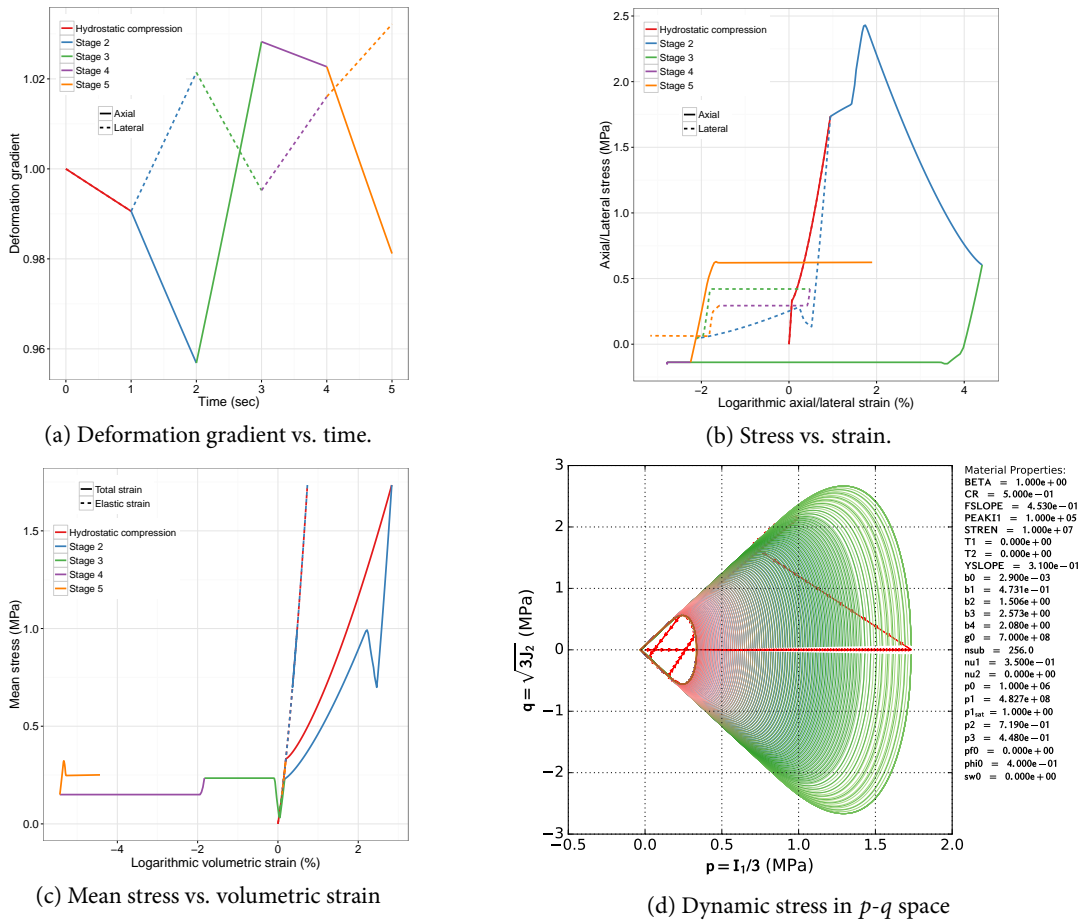 Hydrostatic compression
Stage 2
Stage 3
Stage 4
Stage 5
Axial
Lateral
1.02
1.00
0.98
0.96
Deformation gradient
0
1
2
3
4
5
Time (sec)
(a) Deformation gradient vs. time.
Hydrostatic compression
Stage 2
Stage 3
Stage 4
Stage 5
Axial
Lateral
2.5
2.0
1.5
1.0
0.5
0.0
Axial/Lateral stress (MPa)
−2
0
2
4
Logarithmic axial/lateral strain (%)
(b) Stress vs. strain.
Total strain
Elastic strain
Hydrostatic compression
Stage 2
Stage 3
Stage 4
Stage 5
1.5
1.0
0.5
0.0
Mean stress (MPa)
−4
−2
0
2
Logarithmic volumetric strain (%)
(c) Mean stress vs. volumetric strain
3
2
1
0
−1
−2
−3
q = √3J₂ (MPa)
0.0
0.5
1.0
1.5
2.0
p = I₁/3 (MPa)
Material Properties:
BETA = 1.000e+00
CR = 5.000e−01
FSLOPE = 4.530e−01
PEAKI1 = 1.000e+05
STREN = 1.000e+07
T1 = 0.000e+00
T2 = 0.000e+00
YSLOPE = 3.100e−01
b0 = 2.900e−03
b1 = 4.731e−01
b2 = 1.506e+00
b3 = 2.573e+00
b4 = 2.080e+00
g0 = 7.000e+08
nsub = 256.0
nu1 = 3.500e−01
nu2 = 0.000e+00
p0 = 1.000e+06
p1 = 4.827e+08
p1sat = 1.000e+00
p2 = 7.190e−01
p3 = 4.480e−01
pf0 = 0.000e+00
phi0 = 4.000e−01
sw0 = 0.000e+00
(d) Dynamic stress in p-q space